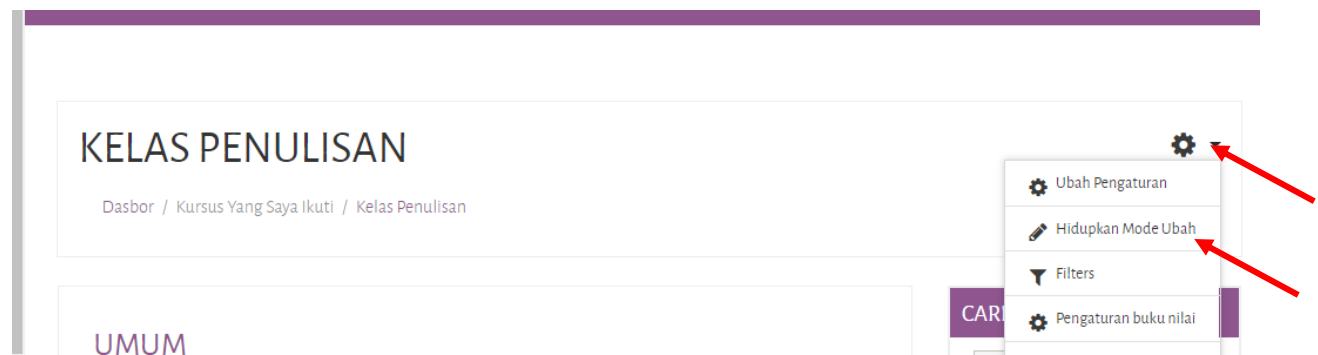 KELAS PENULISAN
Dasbor / Kursus Yang Saya Ikuti / Kelas Penulisan
Ubah Pengaturan
Hidupkan Mode Ubah
Filters
Pengaturan buku nilai
UMUM